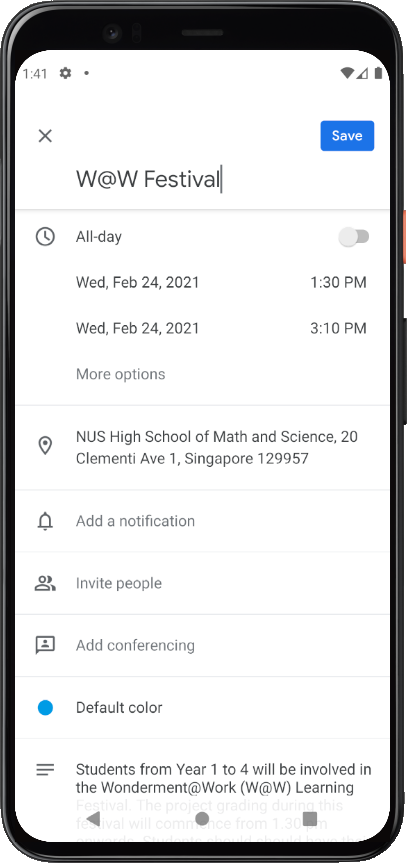 1:41
Save
W@W Festival
All-day
Wed, Feb 24, 2021 1:30 PM
Wed, Feb 24, 2021 3:10 PM
More options
NUS High School of Math and Science, 20
Clementi Ave 1, Singapore 129957
Add a notification
Invite people
Add conferencing
Default color
Students from Year 1 to 4 will be involved in
the Wonderment@Work (W@W) Learning
Festival. The project grading during this
festival will commence from 1.30 pm
onwards. Students should should have the